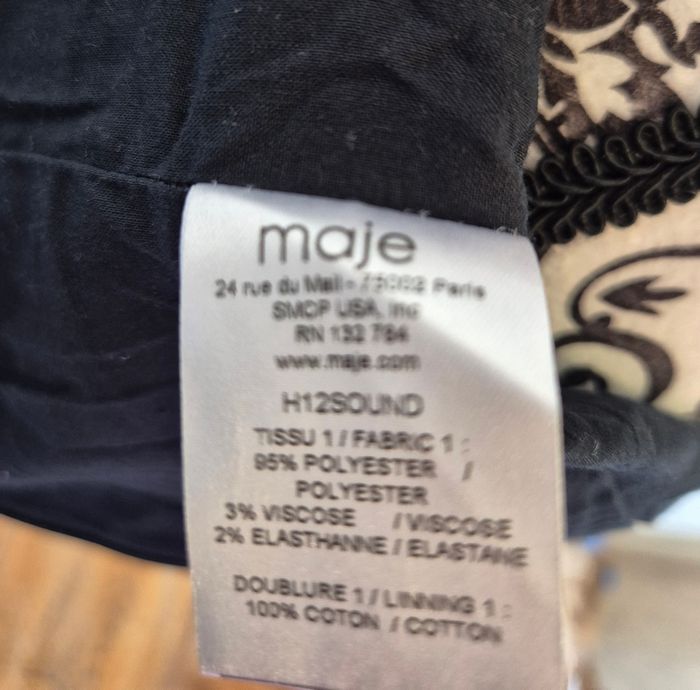 maje
24 rue du Mail - 75002 Paris
SMCP USA, Inc
RN 132 784
www.maje.com
H12SOUND
TISSU 1 / FABRIC 1 :
95% POLYESTER /
POLYESTER
3% VISCOSE / VISCOSE
2% ELASTHANNE / ELASTANE
DOUBLURE 1 / LINNING 1 :
100% COTON / COTTON